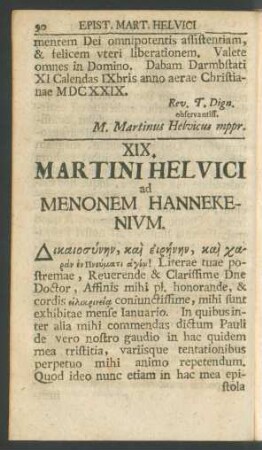 90 EPIST. MART. HELVICI
mentem Dei omnipotentis assistentiam,
& felicem vteri liberationem. Valete
omnes in Domino. Dabam Darmbstati
XI Calendas IXbris anno aerae Christia-
nae MDCXXIX.
Rev. T. Dign.
observantiss.
M. Martinus Helvicus mppr.
XIX.
MARTINI HELVICI
ad
MENONEM HANNEKE-
NIVM.
Δικαιοσύνην, καὶ εἰρήνην, καὶ χα-
ρὰν ἐν πνεύματι ἁγίῳ! Literae tuae po-
stremae, Reuerende & Clarissime Dne
Doctor, Affinis mihi pl. honorande, &
cordis εἰλικρινείᾳ coniunctissime, mihi sunt
exhibitae mense Ianuario. In quibus in-
ter alia mihi commendas dictum Pauli
de vero nostro gaudio in hac quidem
mea tristitia, variisque tentationibus
perpetuo mihi animo repetendum.
Quod ideo nunc etiam in hac mea epi-
stola